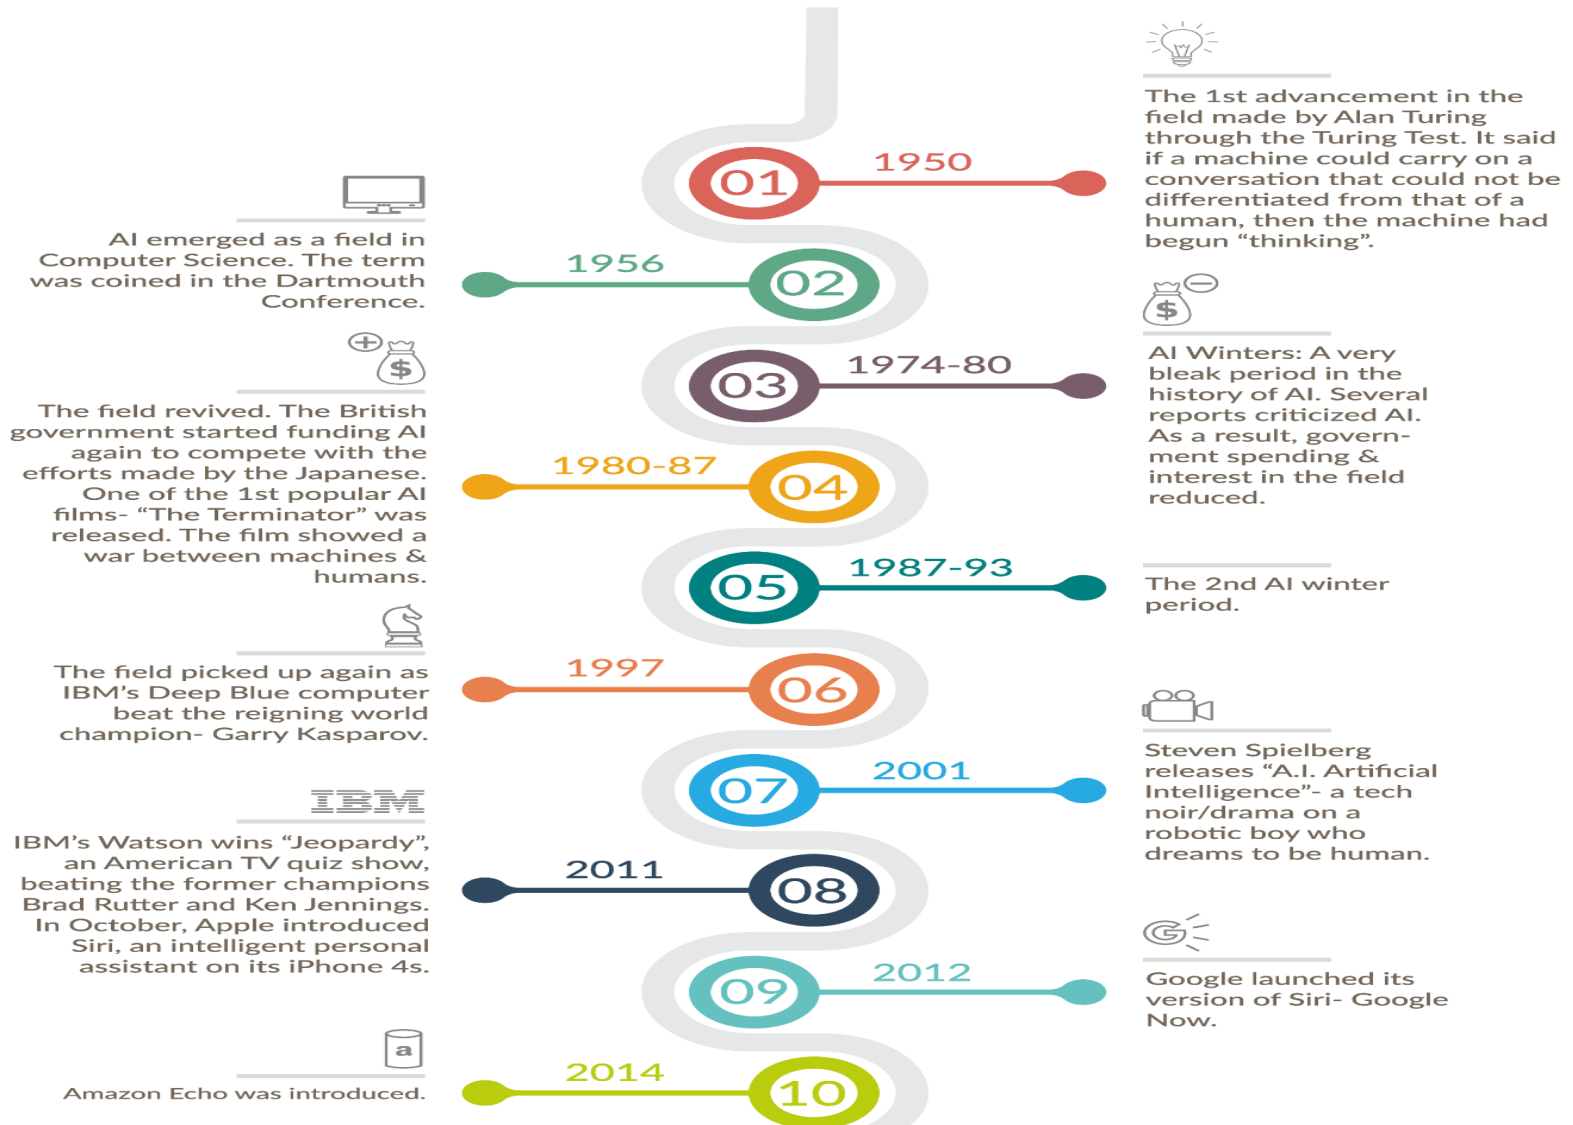 01
1950
The 1st advancement in the
field made by Alan Turing
through the Turing Test. It said
if a machine could carry on a
conversation that could not be
differentiated from that of a
human, then the machine had
begun “thinking”.
02
1956
AI emerged as a field in
Computer Science. The term
was coined in the Dartmouth
Conference.
03
1974-80
$
AI Winters: A very
bleak period in the
history of AI. Several
reports criticized AI.
As a result, govern-
ment spending &
interest in the field
reduced.
04
1980-87
$
The field revived. The British
government started funding AI
again to compete with the
efforts made by the Japanese.
One of the 1st popular AI
films- “The Terminator” was
released. The film showed a
war between machines &
humans.
05
1987-93
The 2nd AI winter
period.
06
1997
The field picked up again as
IBM’s Deep Blue computer
beat the reigning world
champion- Garry Kasparov.
07
2001
Steven Spielberg
releases “A.I. Artificial
Intelligence”- a tech
noir/drama on a
robotic boy who
dreams to be human.
08
2011
IBM
IBM’s Watson wins “Jeopardy”,
an American TV quiz show,
beating the former champions
Brad Rutter and Ken Jennings.
In October, Apple introduced
Siri, an intelligent personal
assistant on its iPhone 4s.
09
2012
G
Google launched its
version of Siri- Google
Now.
10
2014
a
Amazon Echo was introduced.